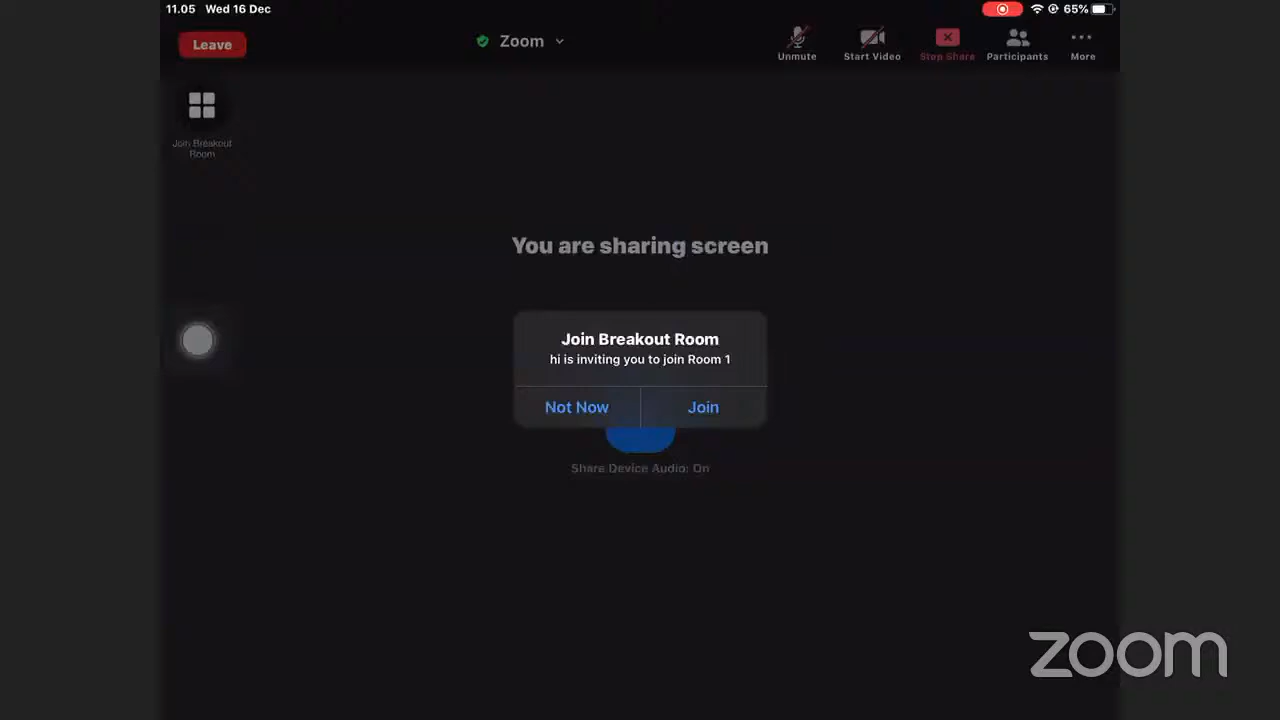 11.05 Wed 16 Dec
65%
Leave
Zoom
Unmute
Start Video
Stop Share
Participants
More
Join Breakout
Room
You are sharing screen
Join Breakout Room
hi is inviting you to join Room 1
Not Now
Join
Share Device Audio: On
zoom